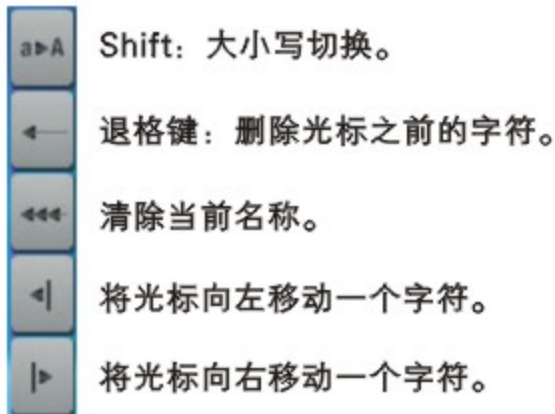 a▶A Shift：大小写切换。
退格键：删除光标之前的字符。
清除当前名称。
将光标向左移动一个字符。
将光标向右移动一个字符。